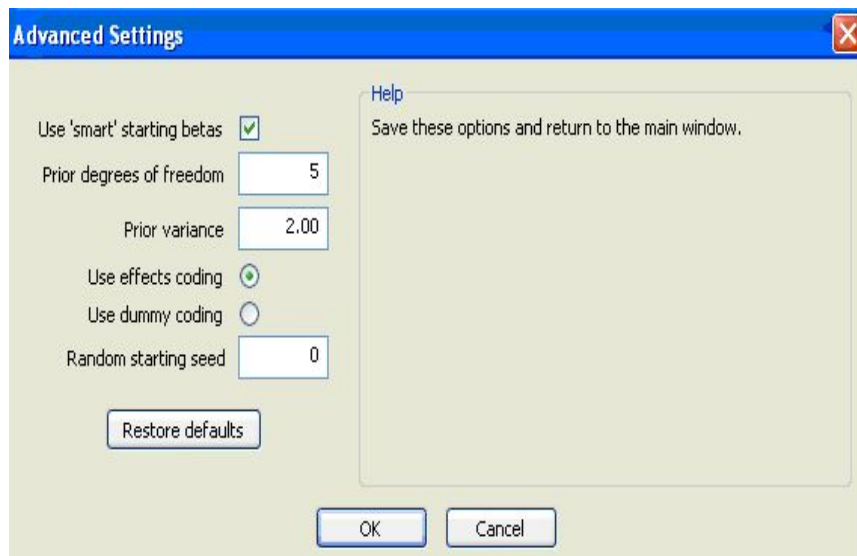 Advanced Settings
Use 'smart' starting betas
Prior degrees of freedom 5
Prior variance 2.00
Use effects coding
Use dummy coding
Random starting seed 0
Restore defaults
Help
Save these options and return to the main window.
OK Cancel